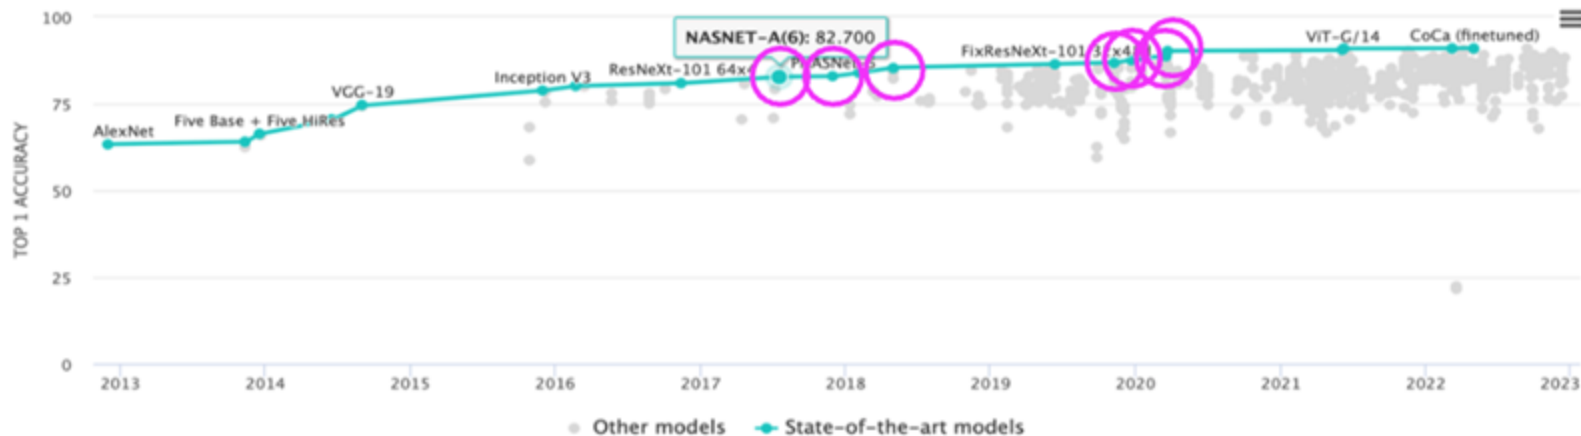 100
NASNET-A(6): 82.700
ViT-G/14
CoCa (finetuned)
FixResNeXt-101
ResNeXt-101 64x4
Inception V3
VGG-19
75
Five Base + Five HiRes
AlexNet
TOP 1 ACCURACY
50
25
0
2013
2014
2015
2016
2017
2018
2019
2020
2021
2022
2023
Other models
State-of-the-art models